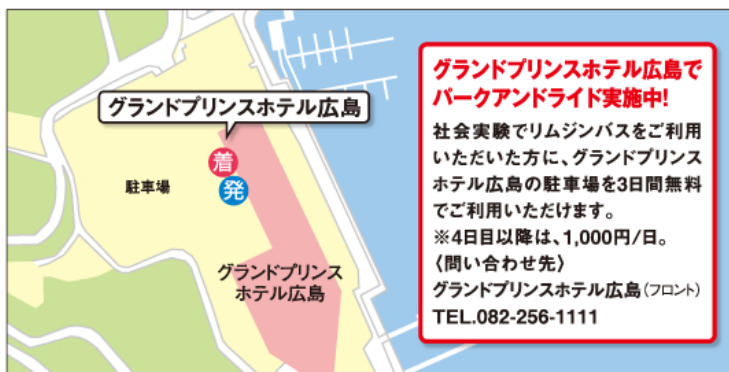 グランドプリンスホテル広島
着
発
駐車場
グランドプリンス
ホテル広島
グランドプリンスホテル広島で
パークアンドライド実施中!
社会実験でリムジンバスをご利用
いただいた方に、グランドプリンス
ホテル広島の駐車場を3日間無料
でご利用いただけます。
※4日目以降は、1,000円/日。
〈問い合わせ先〉
グランドプリンスホテル広島(フロント)
TEL.082-256-1111